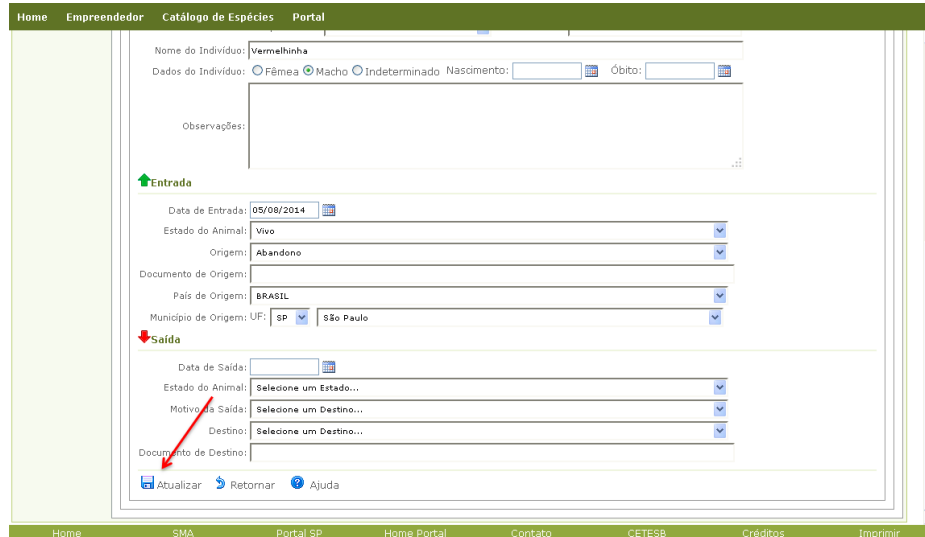 Home Empreendedor Catálogo de Espécies Portal
Nome do Indivíduo: Vermelhinha
Dados do Indivíduo: Fêmea Macho Indeterminado Nascimento: Óbito:
Observações:
Entrada
Data de Entrada: 05/08/2014
Estado do Animal: Vivo
Origem: Abandono
Documento de Origem:
País de Origem: BRASIL
Município de Origem: UF: SP São Paulo
Saída
Data de Saída:
Estado do Animal: Selecione um Estado...
Motivo da Saída: Selecione um Destino...
Destino: Selecione um Destino...
Documento de Destino:
Atualizar Retornar Ajuda
Home SMA Portal SP Home Portal Contato CETESB Créditos Imprimir